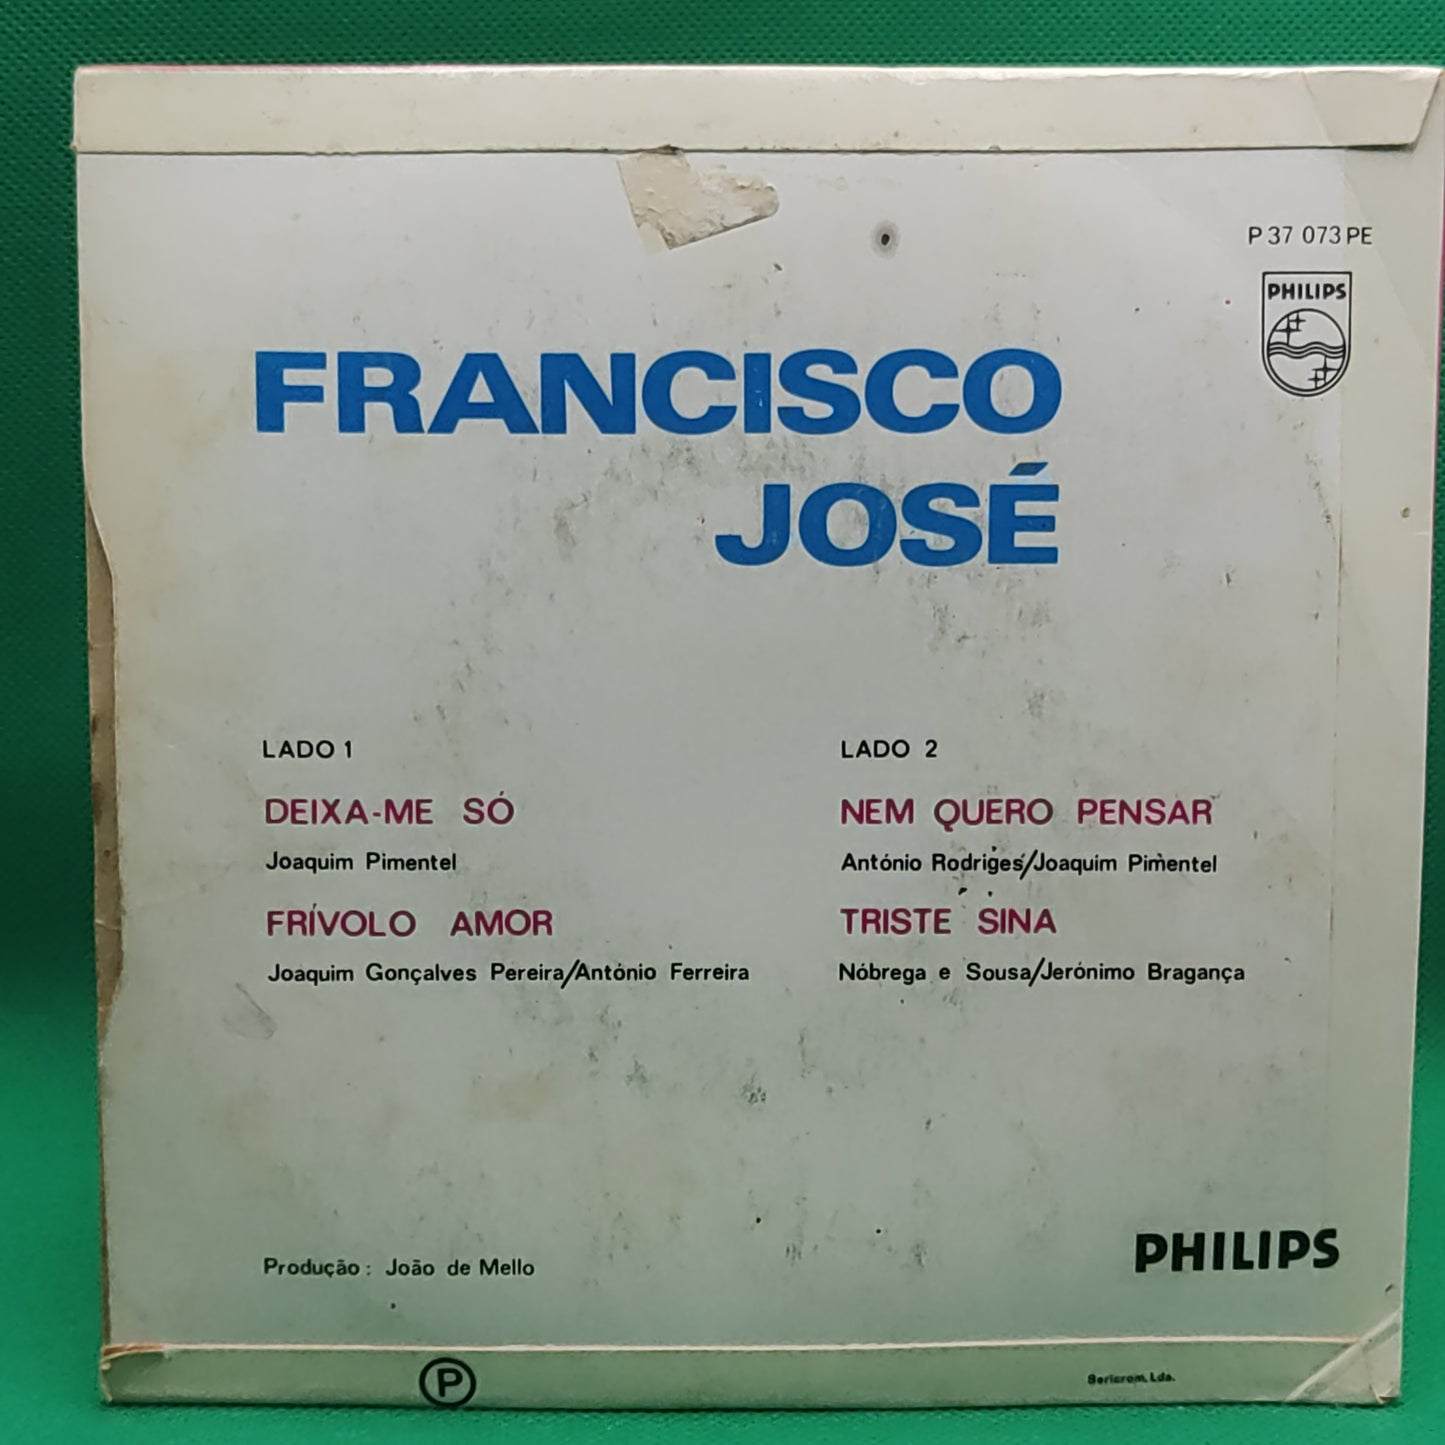 P 37 073 PE
PHILIPS
FRANCISCO
JOSÉ
LADO 1
DEIXA-ME SÓ
Joaquim Pimentel
FRÍVOLO AMOR
Joaquim Gonçalves Pereira/António Ferreira
LADO 2
NEM QUERO PENSAR
António Rodriges/Joaquim Pimentel
TRISTE SINA
Nóbrega e Sousa/Jerónimo Bragança
Produção: João de Mello
PHILIPS
P
Lda.